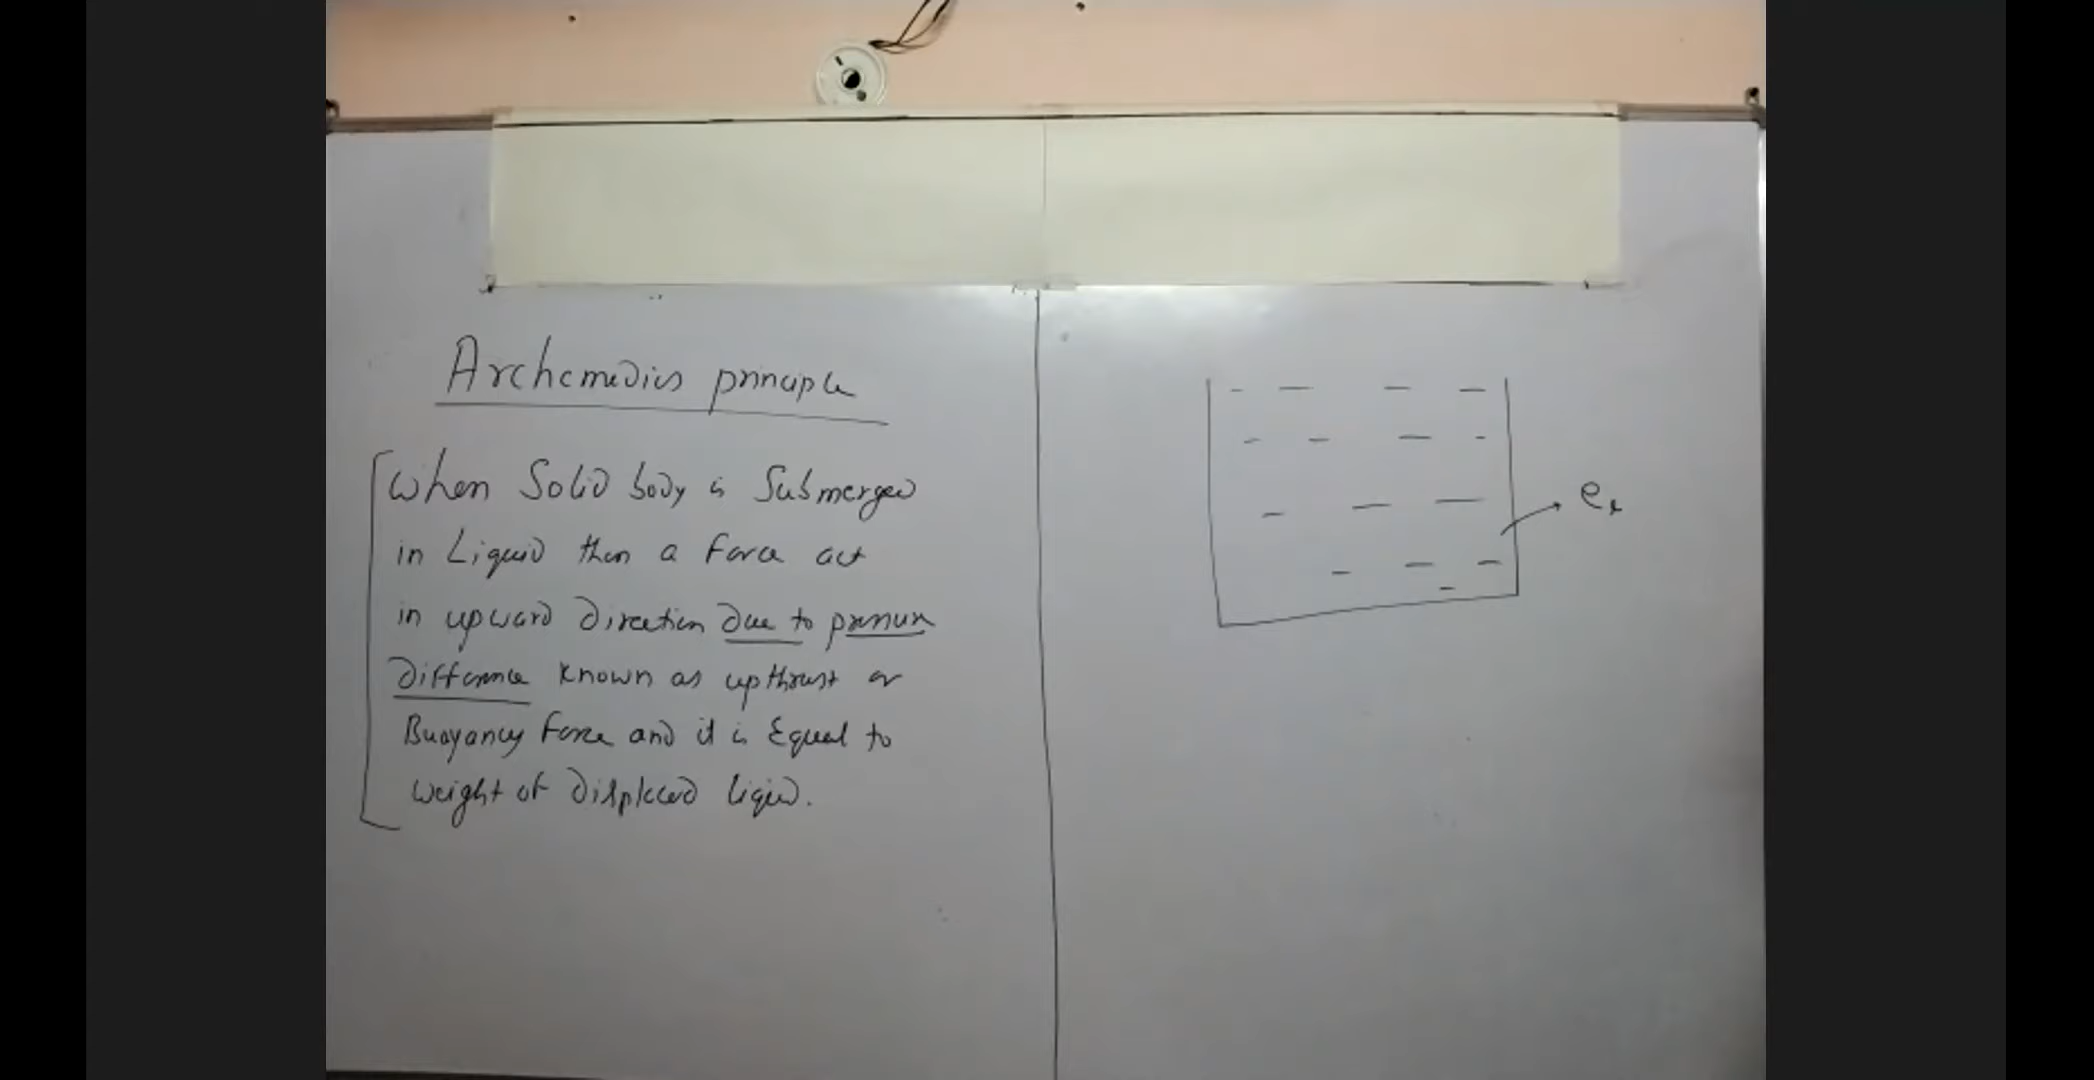 Archemedies principle
When Solid body is Submerged
in Liquid then a Force act
in upward Direction Due to pressure
Difference known as upthrust or
Buoyancy Force and it is Equal to
weight of Displaced liquid.